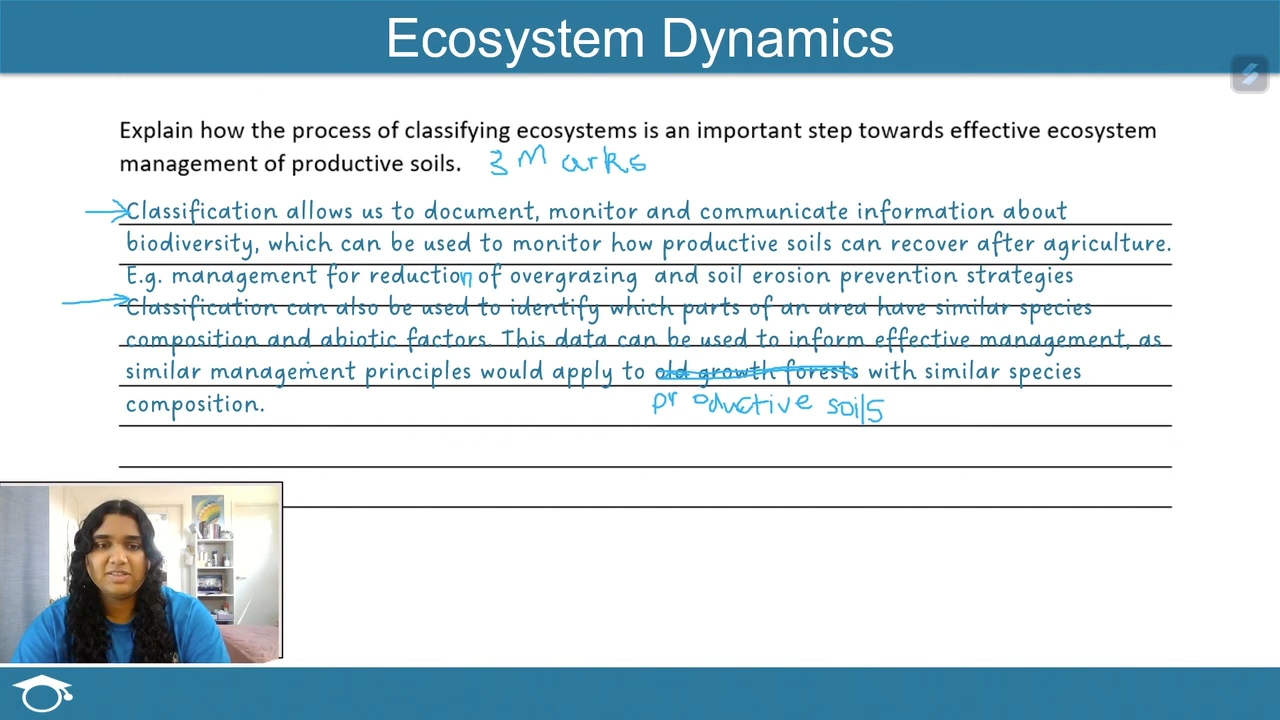 Ecosystem Dynamics
Explain how the process of classifying ecosystems is an important step towards effective ecosystem
management of productive soils. 3 Marks
Classification allows us to document, monitor and communicate information about
biodiversity, which can be used to monitor how productive soils can recover after agriculture.
E.g. management for reduction of overgrazing and soil erosion prevention strategies
Classification can also be used to identify which parts of an area have similar species
composition and abiotic factors. This data can be used to inform effective management, as
similar management principles would apply to old growth forests with similar species
composition. productive soils